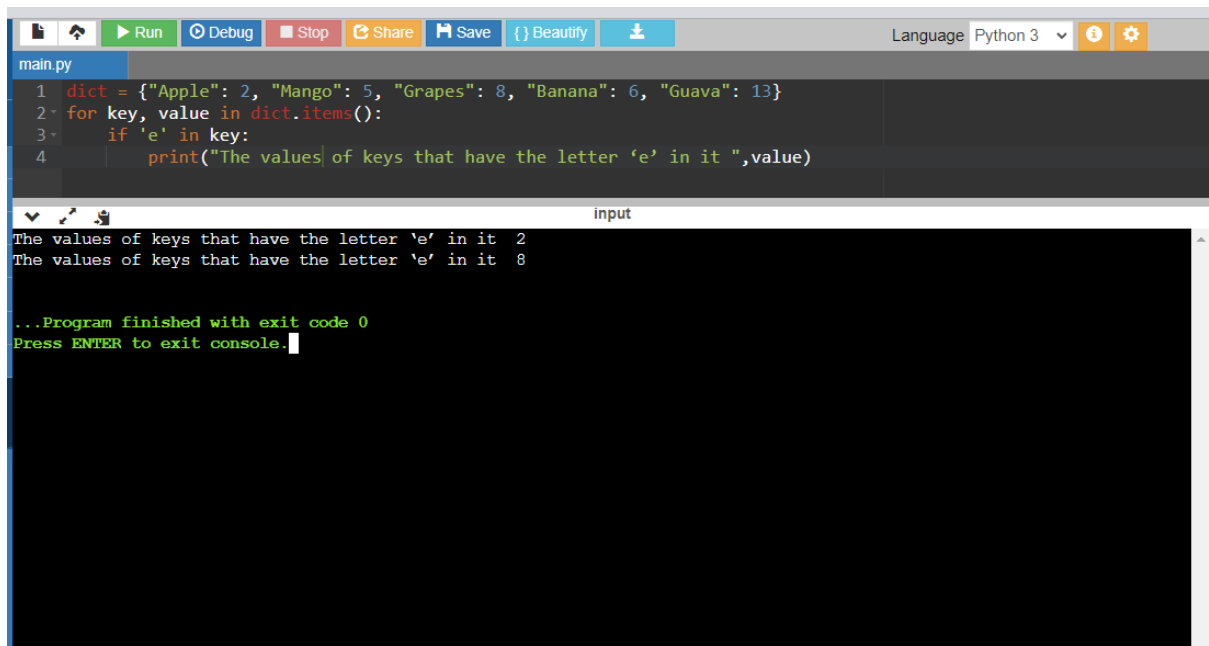 Run Debug Stop Share Save {} Beautify Language Python 3
main.py
1 dict = {"Apple": 2, "Mango": 5, "Grapes": 8, "Banana": 6, "Guava": 13}
2 for key, value in dict.items():
3 if 'e' in key:
4 print("The values of keys that have the letter ‘e’ in it ",value)
input
The values of keys that have the letter ‘e’ in it  2
The values of keys that have the letter ‘e’ in it  8
...Program finished with exit code 0
Press ENTER to exit console.